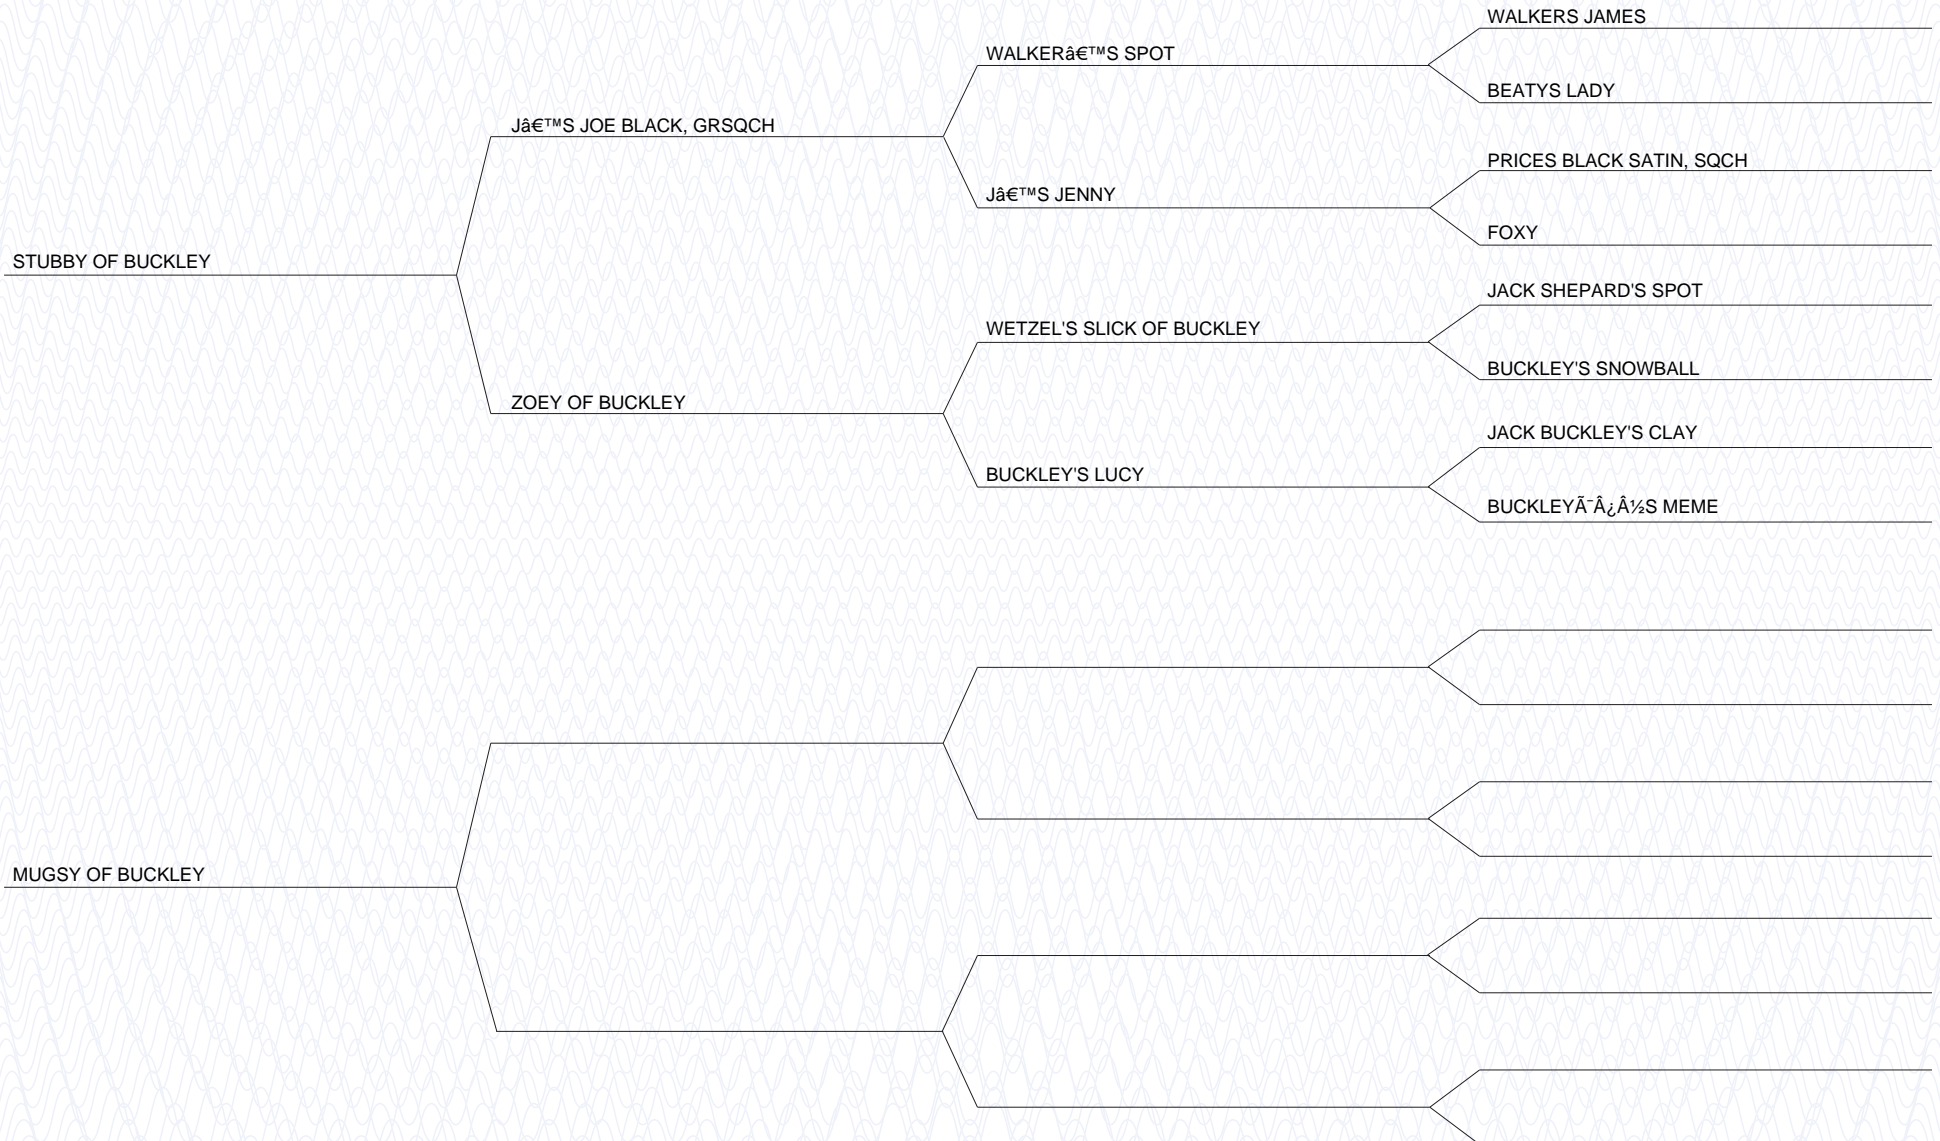 WALKERS JAMES
WALKERâ€™S SPOT
BEATYS LADY
Jâ€™S JOE BLACK, GRSQCH
PRICES BLACK SATIN, SQCH
Jâ€™S JENNY
FOXY
STUBBY OF BUCKLEY
JACK SHEPARD'S SPOT
WETZEL'S SLICK OF BUCKLEY
BUCKLEY'S SNOWBALL
ZOEY OF BUCKLEY
JACK BUCKLEY'S CLAY
BUCKLEY'S LUCY
BUCKLEYÃ¯Â¿Â½S MEME
MUGSY OF BUCKLEY